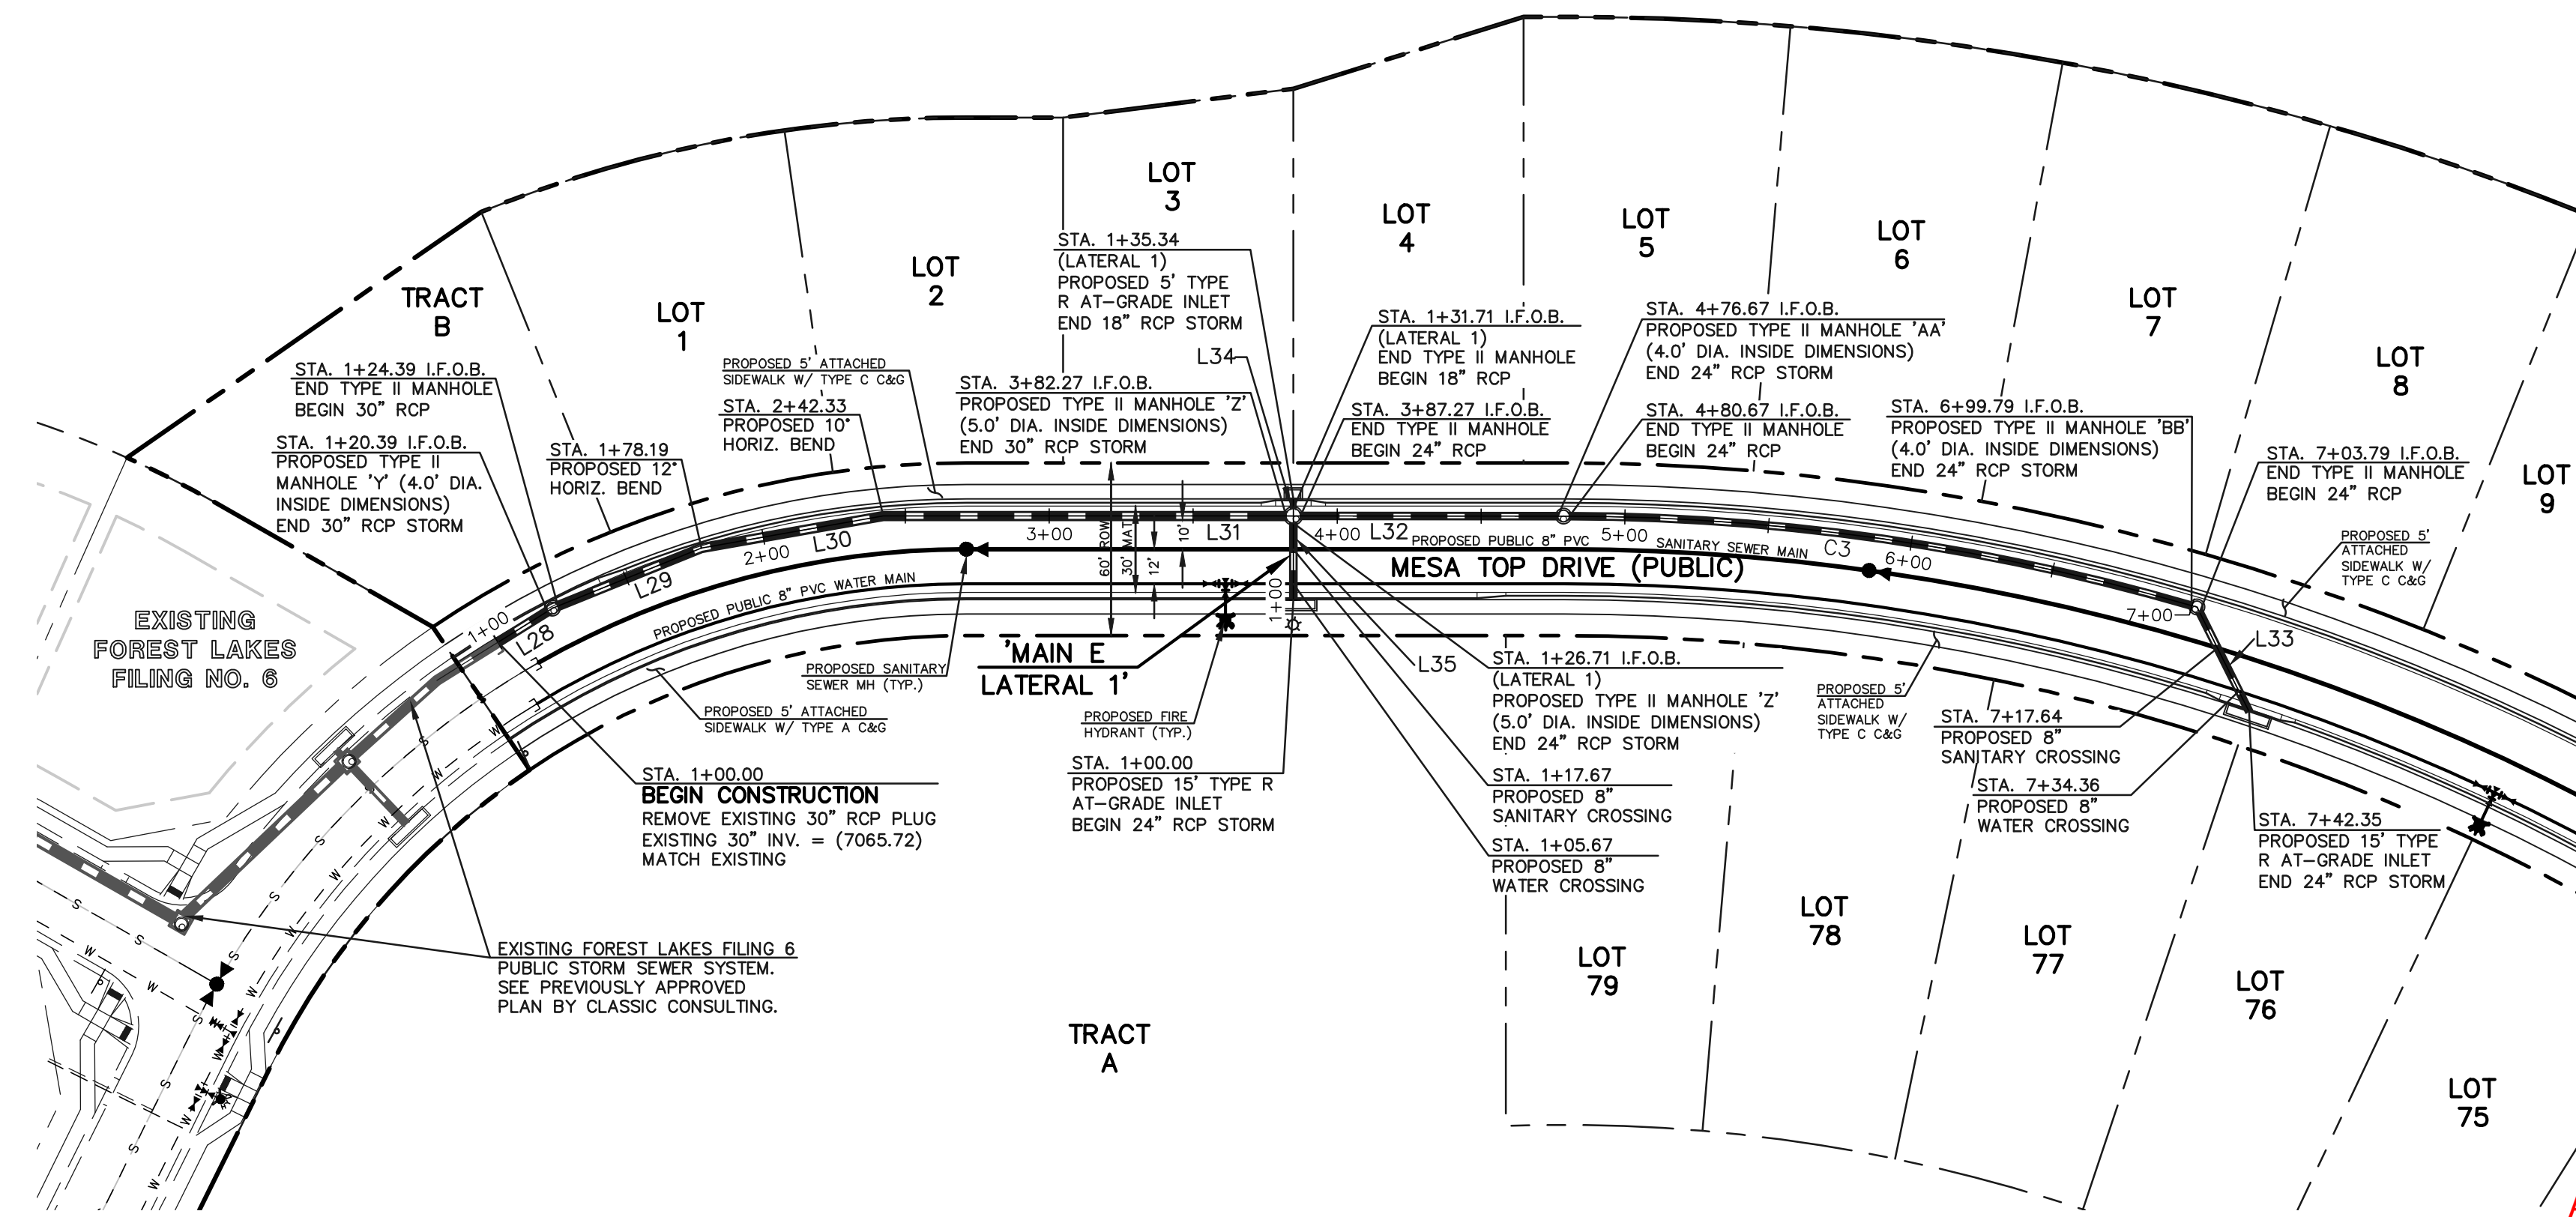 LOT
3
LOT
4
LOT
5
LOT
6
LOT
7
LOT
8
LOT
9
LOT
2
LOT
1
TRACT
B
STA. 1+35.34
(LATERAL 1)
PROPOSED 5' TYPE
R AT-GRADE INLET
END 18" RCP STORM
L34
STA. 1+31.71 I.F.O.B.
(LATERAL 1)
END TYPE II MANHOLE
BEGIN 18" RCP
STA. 4+76.67 I.F.O.B.
PROPOSED TYPE II MANHOLE 'AA'
(4.0' DIA. INSIDE DIMENSIONS)
END 24" RCP STORM
STA. 1+24.39 I.F.O.B.
END TYPE II MANHOLE
BEGIN 30" RCP
PROPOSED 5' ATTACHED
SIDEWALK W/ TYPE C C&G
STA. 3+82.27 I.F.O.B.
PROPOSED TYPE II MANHOLE 'Z'
(5.0' DIA. INSIDE DIMENSIONS)
END 30" RCP STORM
STA. 2+42.33
PROPOSED 10°
HORIZ. BEND
STA. 3+87.27 I.F.O.B.
END TYPE II MANHOLE
BEGIN 24" RCP
STA. 4+80.67 I.F.O.B.
END TYPE II MANHOLE
BEGIN 24" RCP
STA. 6+99.79 I.F.O.B.
PROPOSED TYPE II MANHOLE 'BB'
(4.0' DIA. INSIDE DIMENSIONS)
END 24" RCP STORM
STA. 7+03.79 I.F.O.B.
END TYPE II MANHOLE
BEGIN 24" RCP
STA. 1+20.39 I.F.O.B.
PROPOSED TYPE II
MANHOLE 'Y' (4.0' DIA.
INSIDE DIMENSIONS)
END 30" RCP STORM
STA. 1+78.19
PROPOSED 12°
HORIZ. BEND
PROPOSED 5'
ATTACHED
SIDEWALK W/
TYPE C C&G
1+00
L28
L29
2+00
L30
3+00
60' ROW
30' MAT
12'
10'
L31
4+00
L32
PROPOSED PUBLIC 8" PVC
5+00
SANITARY SEWER MAIN
C3
6+00
7+00
L33
MESA TOP DRIVE (PUBLIC)
PROPOSED PUBLIC 8" PVC WATER MAIN
1+00
EXISTING
FOREST LAKES
FILING NO. 6
'MAIN E
LATERAL 1'
L35
PROPOSED SANITARY
SEWER MH (TYP.)
PROPOSED 5' ATTACHED
SIDEWALK W/ TYPE A C&G
PROPOSED FIRE
HYDRANT (TYP.)
STA. 1+26.71 I.F.O.B.
(LATERAL 1)
PROPOSED TYPE II MANHOLE 'Z'
(5.0' DIA. INSIDE DIMENSIONS)
END 24" RCP STORM
PROPOSED 5'
ATTACHED
SIDEWALK W/
TYPE C C&G
STA. 7+17.64
PROPOSED 8"
SANITARY CROSSING
STA. 1+00.00
BEGIN CONSTRUCTION
REMOVE EXISTING 30" RCP PLUG
EXISTING 30" INV. = (7065.72)
MATCH EXISTING
STA. 1+00.00
PROPOSED 15' TYPE R
AT-GRADE INLET
BEGIN 24" RCP STORM
STA. 1+17.67
PROPOSED 8"
SANITARY CROSSING
STA. 7+34.36
PROPOSED 8"
WATER CROSSING
STA. 1+05.67
PROPOSED 8"
WATER CROSSING
STA. 7+42.35
PROPOSED 15' TYPE
R AT-GRADE INLET
END 24" RCP STORM
EXISTING FOREST LAKES FILING 6
PUBLIC STORM SEWER SYSTEM.
SEE PREVIOUSLY APPROVED
PLAN BY CLASSIC CONSULTING.
TRACT
A
LOT
79
LOT
78
LOT
77
LOT
76
LOT
75
S
S
S
S
S
S
S
S
S
W
W
W
W
W
W
W
W
W
W